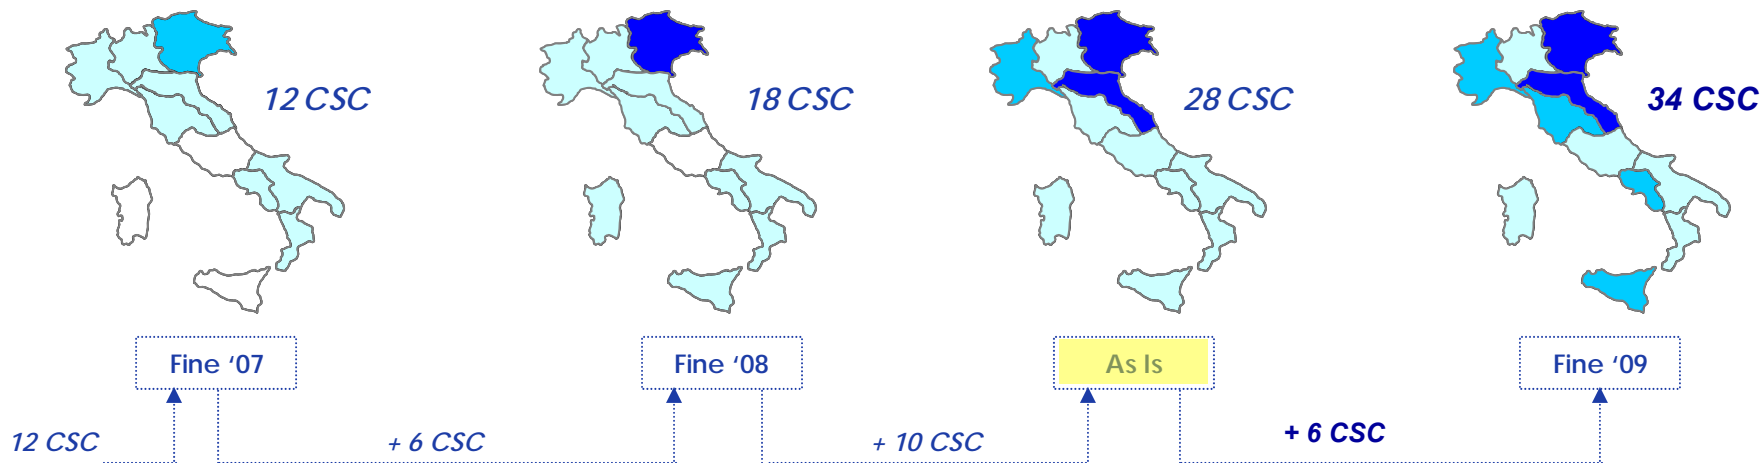 12 CSC
18 CSC
28 CSC
34 CSC
Fine ‘07
Fine ‘08
As Is
Fine ‘09
12 CSC
+ 6 CSC
+ 10 CSC
+ 6 CSC